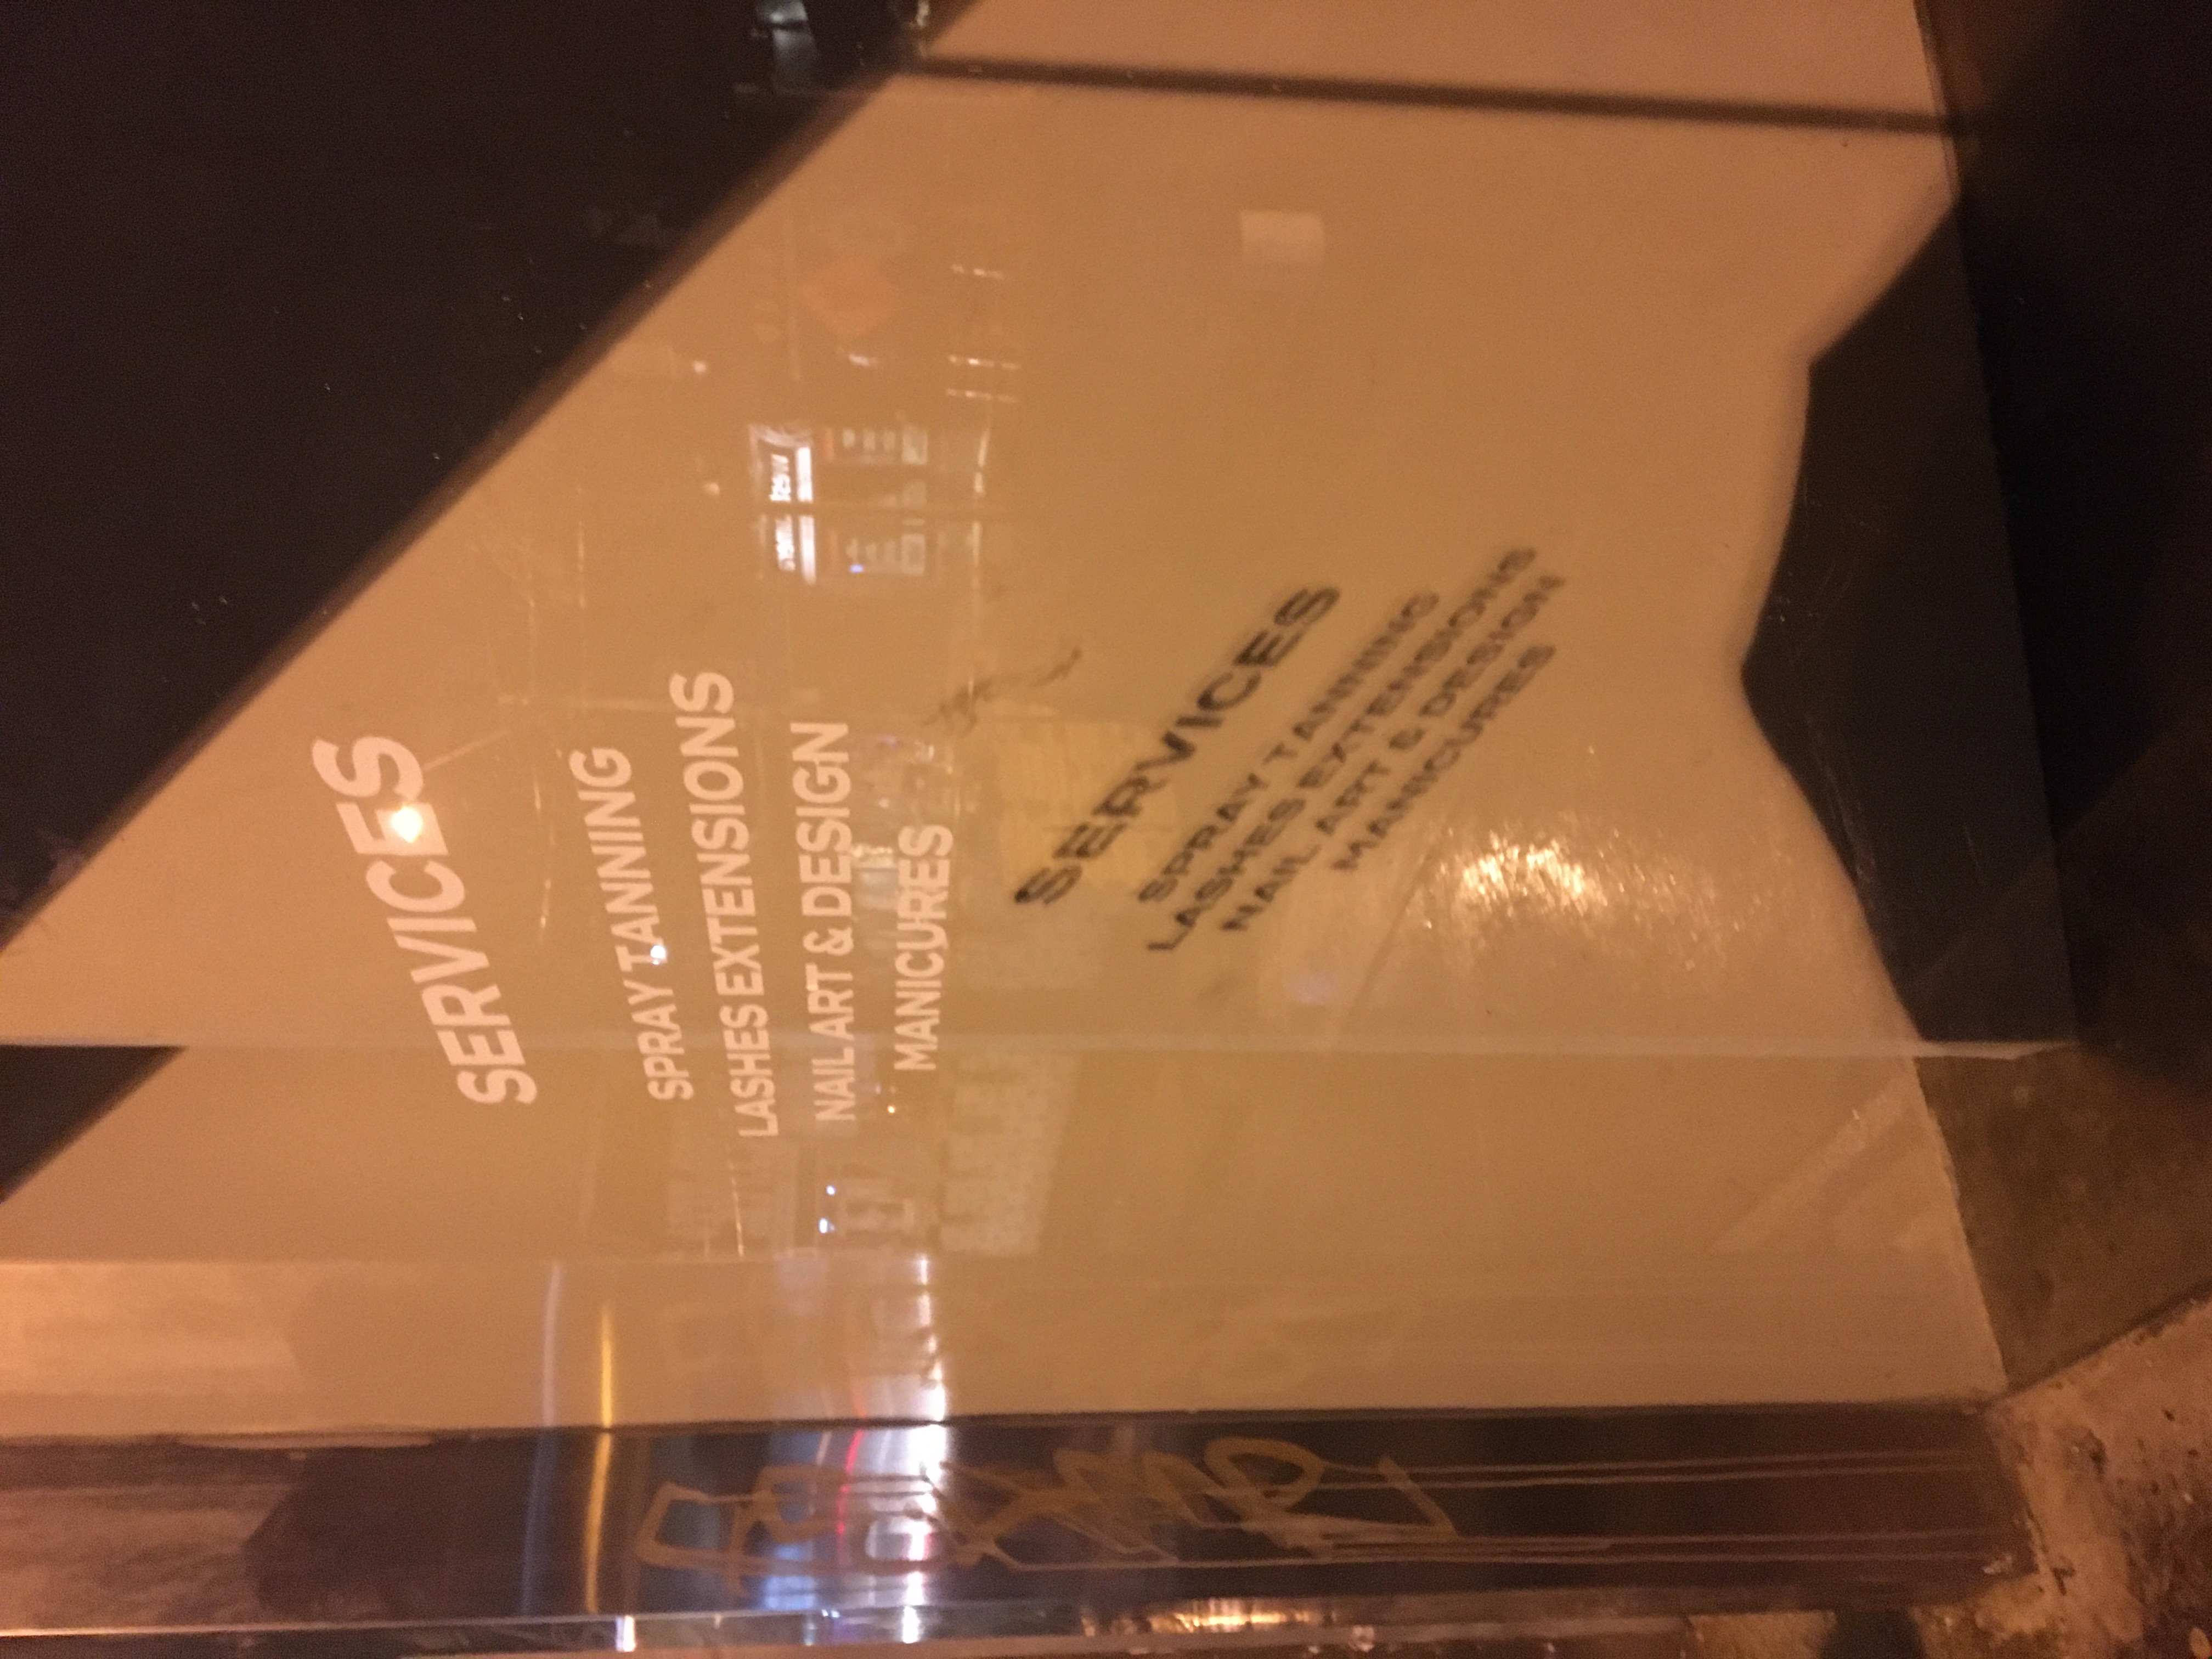 SERVICES
SPRAY TANNING
LASHES EXTENSIONS
NAIL ART & DESIGN
MANICURES
SERVICES
SPRAY TANNING
LASHES EXTENSIONS
NAIL ART & DESIGN
MANICURES